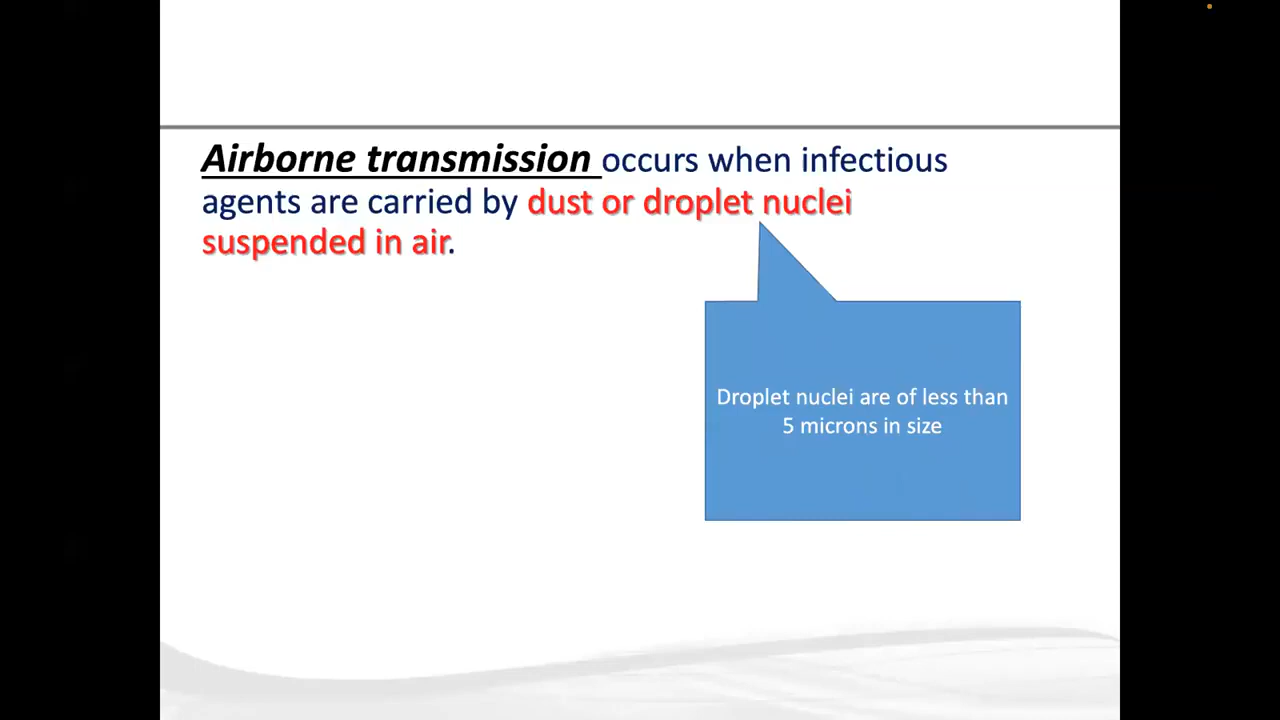 Airborne transmission occurs when infectious
agents are carried by dust or droplet nuclei
suspended in air.
Droplet nuclei are of less than
5 microns in size